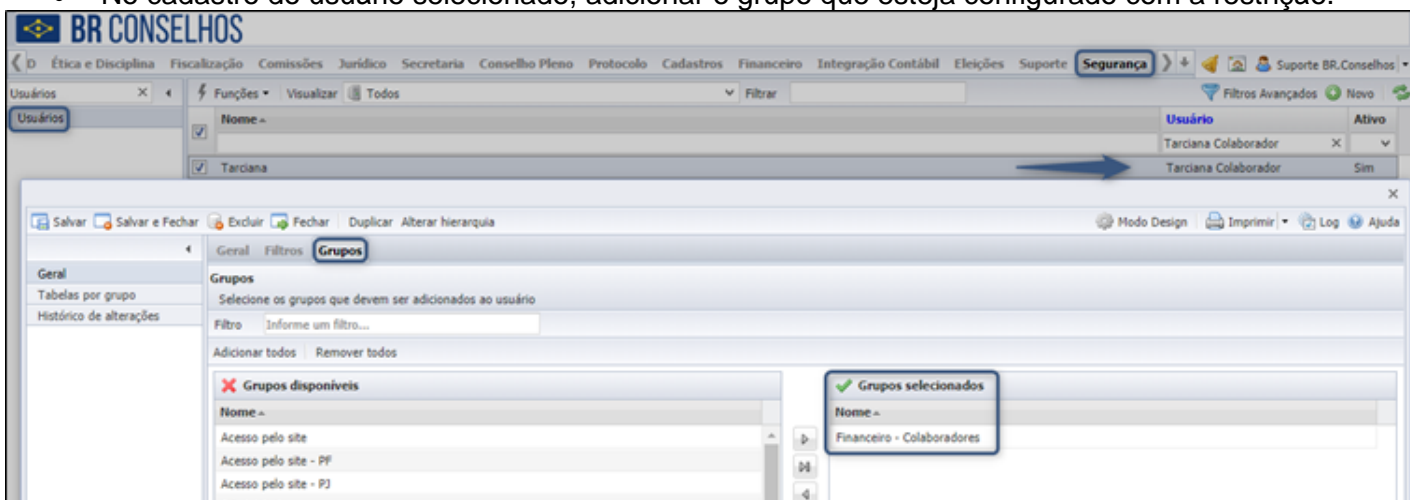 No cadastro do usuário selecionado, adicionar o grupo que esteja configurado com a restrição.
BR CONSELHOS
D Ética e Disciplina Fiscalização Comissões Jurídico Secretaria Conselho Pleno Protocolo Cadastros Financeiro Integração Contábil Eleições Suporte Segurança Suporte BR.Conselhos
Usuários Funções Visualizar Todos Filtrar Filtros Avançados Novo
Usuários Nome Usuário Ativo
Tarciana Colaborador
Tarciana Tarciana Colaborador Sim
Salvar Salvar e Fechar Excluir Fechar Duplicar Alterar hierarquia Modo Design Imprimir Log Ajuda
Geral Filtros Grupos
Geral Grupos
Tabelas por grupo Selecione os grupos que devem ser adicionados ao usuário
Histórico de alterações Filtro Informe um filtro...
Adicionar todos Remover todos
Grupos disponíveis Grupos selecionados
Nome Nome
Acesso pelo site Financeiro - Colaboradores
Acesso pelo site - PF
Acesso pelo site - PJ